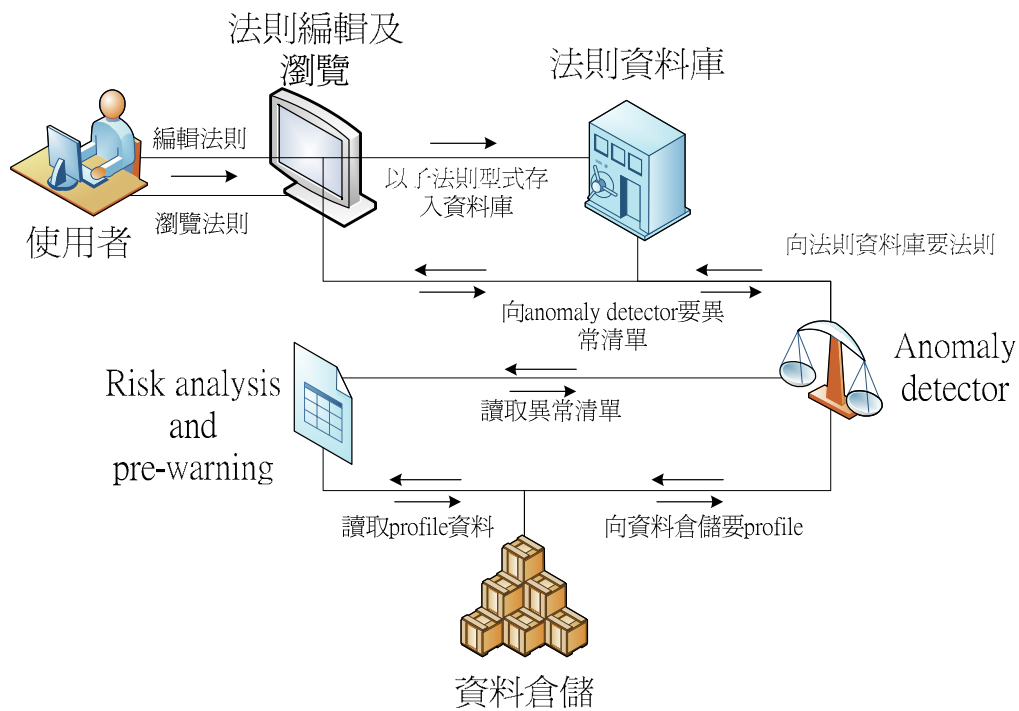 法則編輯及
瀏覽
法則資料庫
編輯法則
以子法則型式存
入資料庫
瀏覽法則
使用者
向法則資料庫要法則
向anomaly detector要異
常清單
Anomaly
detector
Risk analysis
and
pre-warning
讀取異常清單
讀取profile資料
向資料倉儲要profile
資料倉儲